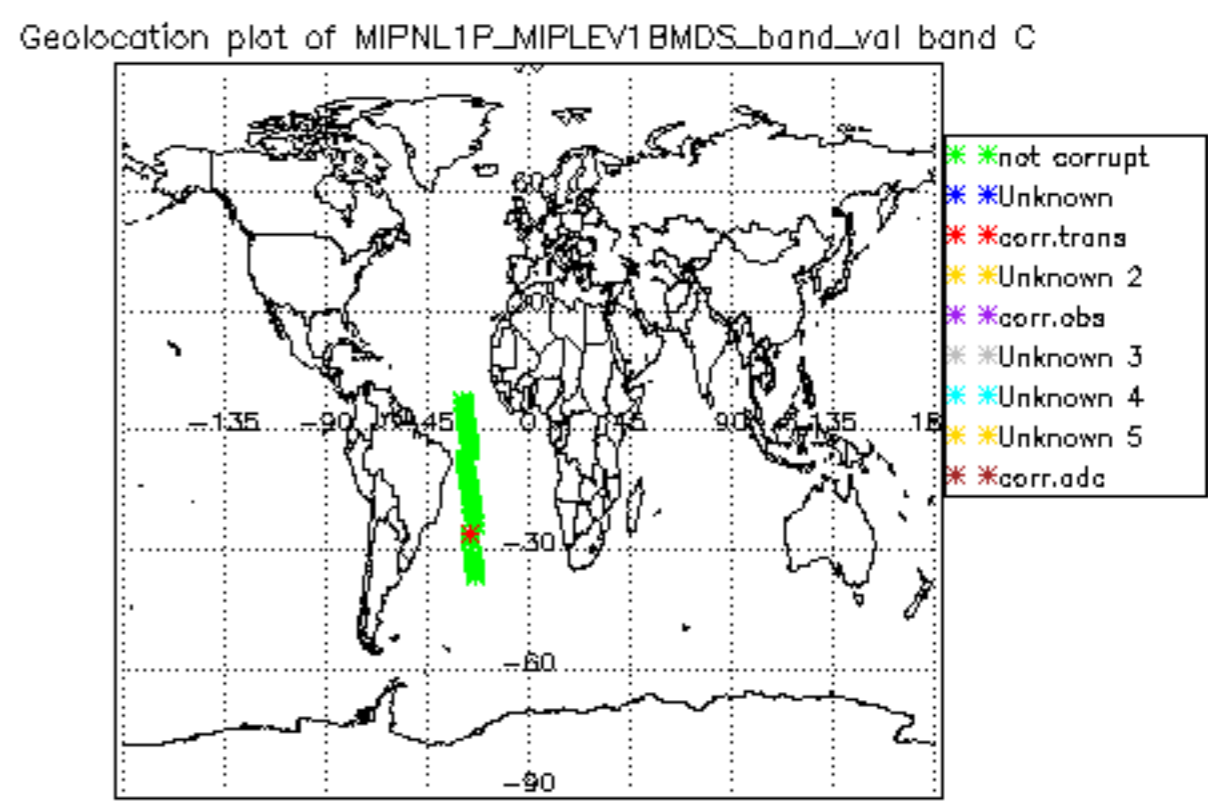 Geolocation plot of MIPNL1P_MIPLEV1BMDS_band_val band C
not corrupt
Unknown
corr.trans
Unknown 2
corr.obs
Unknown 3
Unknown 4
Unknown 5
corr.adc
60
-135 -90 -45 0 45 90 135
-30
-60
-90